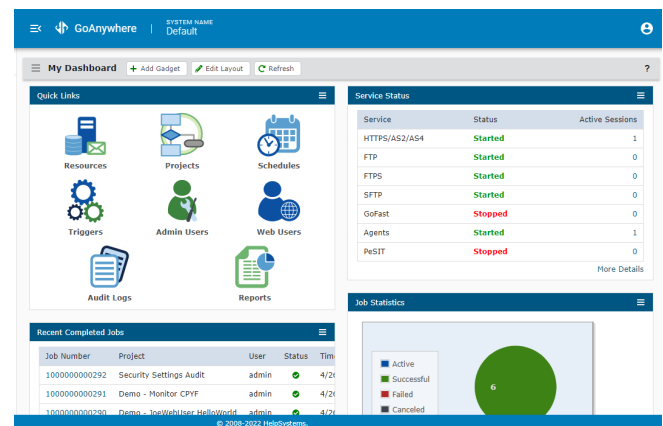 GoAnywhere
SYSTEM NAME
Default
My Dashboard
Add Gadget
Edit Layout
Refresh
?
Quick Links
Resources
Projects
Schedules
Triggers
Admin Users
Web Users
Audit Logs
Reports
Service Status
Service Status Active Sessions
HTTPS/AS2/AS4 Started 1
FTP Started 0
FTPS Started 0
SFTP Started 0
GoFast Stopped 0
Agents Started 1
PeSIT Stopped 0
More Details
Recent Completed Jobs
Job Number Project User Status
1000000000292 Security Settings Audit admin
1000000000291 Demo - Monitor CPYF admin
1000000000290 Demo - JoeWebUser HelloWorld admin
Job Statistics
Active
Successful
Failed
Canceled
6
© 2008-2022 HelpSystems.